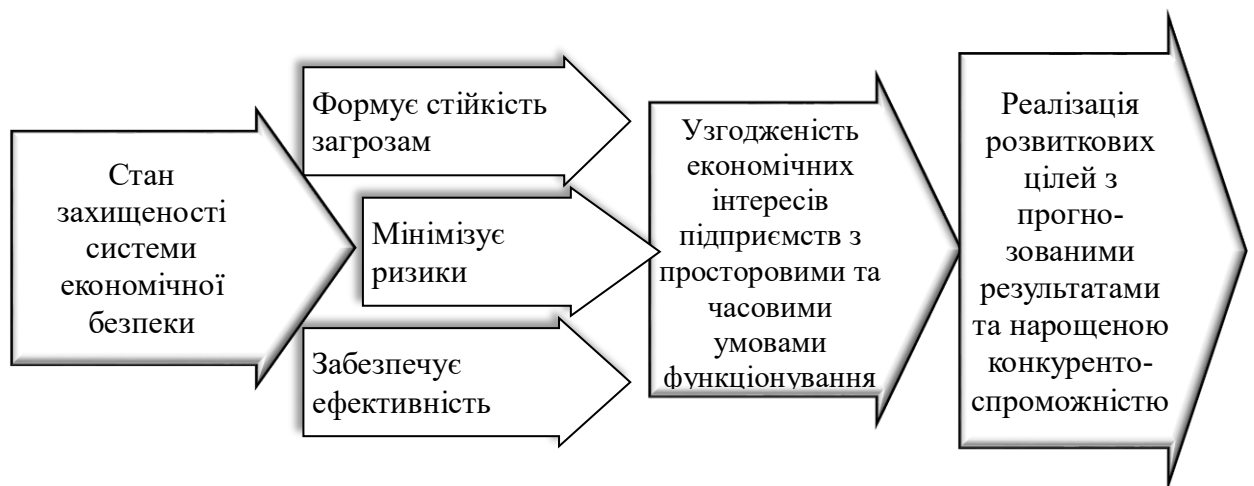 Стан
захищеності
системи
економічної
безпеки
Формує стійкість
загрозам
Мінімізує
ризики
Забезпечує
ефективність
Узгодженість
економічних
інтересів
підприємств з
просторовими та
часовими
умовами
функціонування
Реалізація
розвиткових
цілей з
прогно-
зованими
результатами
та нарощеною
конкуренто-
спроможністю